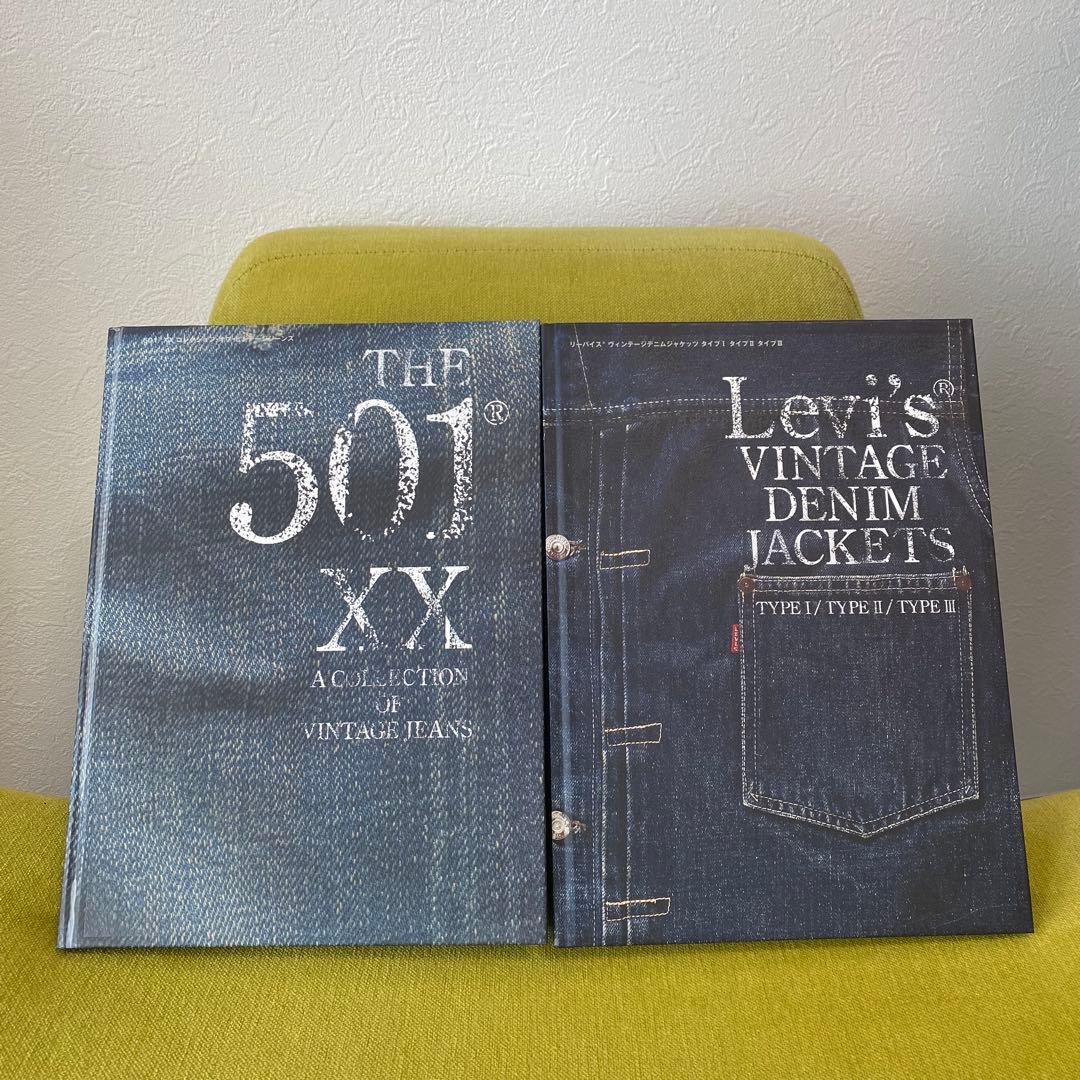 THE
501®
XX
A COLLECTION
OF
VINTAGE JEANS
リーバイス® ヴィンテージデニムジャケッツ タイプⅠ タイプⅡ タイプⅢ
Levi's®
VINTAGE
DENIM
JACKETS
TYPE I / TYPE II / TYPE III